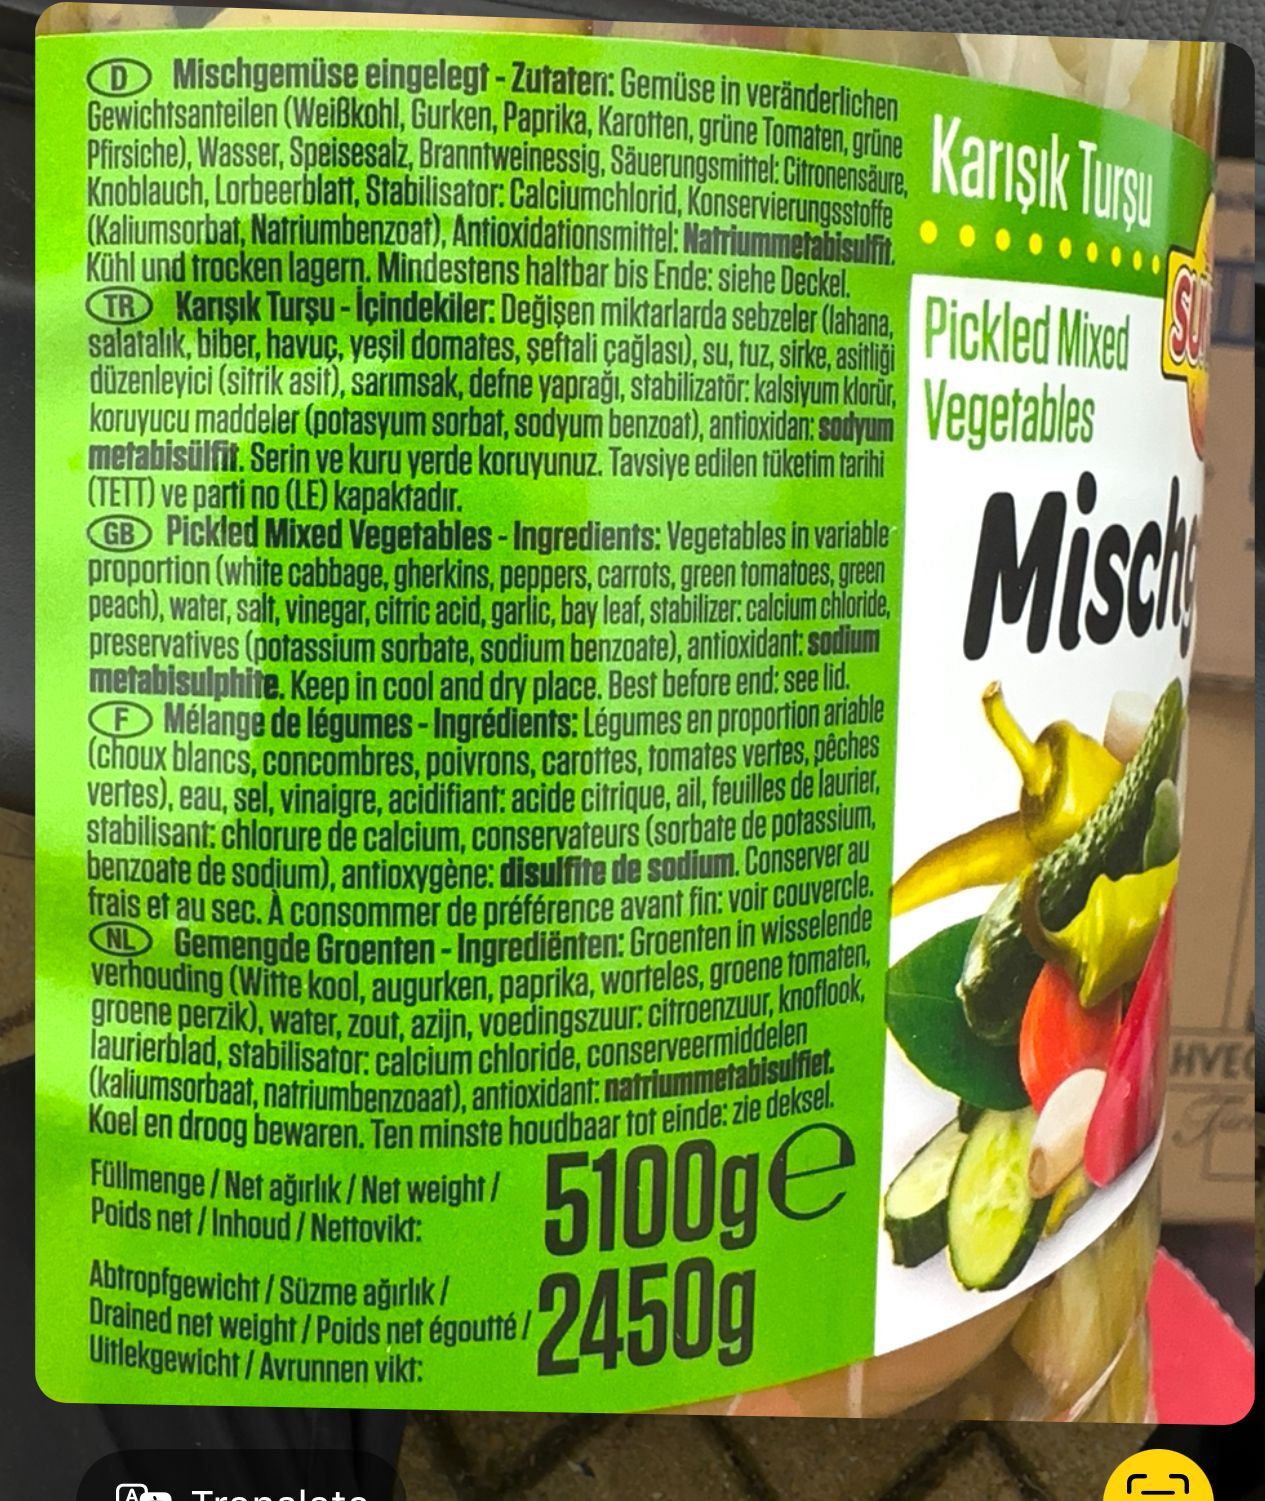 D Mischgemüse eingelegt - Zutaten: Gemüse in veränderlichen
Gewichtsanteilen (Weißkohl, Gurken, Paprika, Karotten, grüne Tomaten, grüne
Pfirsiche), Wasser, Speisesalz, Branntweinessig, Säuerungsmittel: Citronensäure,
Knoblauch, Lorbeerblatt, Stabilisator: Calciumchlorid, Konservierungsstoffe
(Kaliumsorbat, Natriumbenzoat), Antioxidationsmittel: Natriummetabisulfit.
Kühl und trocken lagern. Mindestens haltbar bis Ende: siehe Deckel.
TR Karışık Turşu - İçindekiler: Değişen miktarlarda sebzeler (lahana,
salatalık, biber, havuç, yeşil domates, şeftali çağlası), su, tuz, sirke, asitliği
düzenleyici (sitrik asit), sarımsak, defne yaprağı, stabilizatör: kalsiyum klorür,
koruyucu maddeler (potasyum sorbat, sodyum benzoat), antioxidan: sodyum
metabisülfit. Serin ve kuru yerde koruyunuz. Tavsiye edilen tüketim tarihi
(TETT) ve parti no (LE) kapaktadır.
GB Pickled Mixed Vegetables - Ingredients: Vegetables in variable
proportion (white cabbage, gherkins, peppers, carrots, green tomatoes, green
peach), water, salt, vinegar, citric acid, garlic, bay leaf, stabilizer: calcium chloride,
preservatives (potassium sorbate, sodium benzoate), antioxidant: sodium
metabisulphite. Keep in cool and dry place. Best before end: see lid.
F Mélange de légumes - Ingrédients: Légumes en proportion ariable
(choux blancs, concombres, poivrons, carottes, tomates vertes, pêches
vertes), eau, sel, vinaigre, acidifiant: acide citrique, ail, feuilles de laurier,
stabilisant: chlorure de calcium, conservateurs (sorbate de potassium,
benzoate de sodium), antioxygène: disulfite de sodium. Conserver au
frais et au sec. À consommer de préférence avant fin: voir couvercle.
NL Gemengde Groenten - Ingrediënten: Groenten in wisselende
verhouding (Witte kool, augurken, paprika, worteles, groene tomaten,
groene perzik), water, zout, azijn, voedingszuur: citroenzuur, knoflook,
laurierblad, stabilisator: calcium chloride, conserveermiddelen
(kaliumsorbaat, natriumbenzoaat), antioxidant: natriummetabisulfiet.
Koel en droog bewaren. Ten minste houdbaar tot einde: zie deksel.
Füllmenge / Net ağırlık / Net weight /
Poids net / Inhoud / Nettovikt:
5100g e
Abtropfgewicht / Süzme ağırlık /
Drained net weight / Poids net égoutté /
Uitlekgewicht / Avrunnen vikt:
2450g
Karışık Turşu
Pickled Mixed
Vegetables
Misch
HVEC
Translate